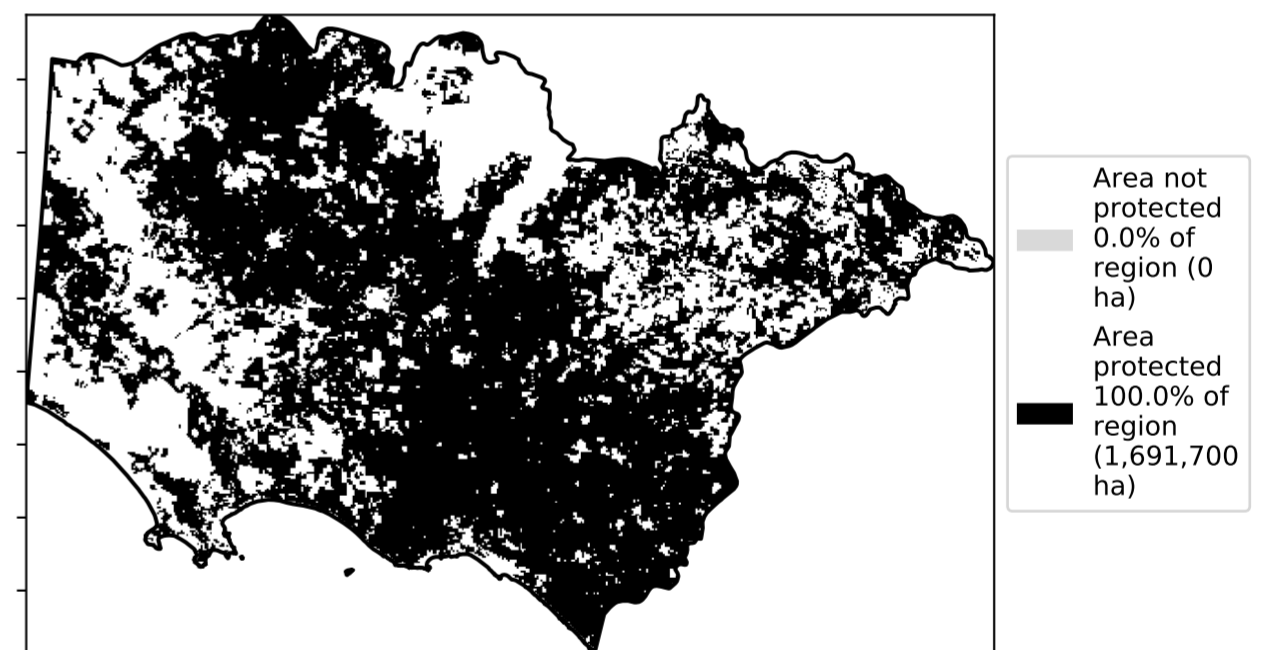 Area not
protected
0.0% of
region (0
ha)
Area
protected
100.0% of
region
(1,691,700
ha)